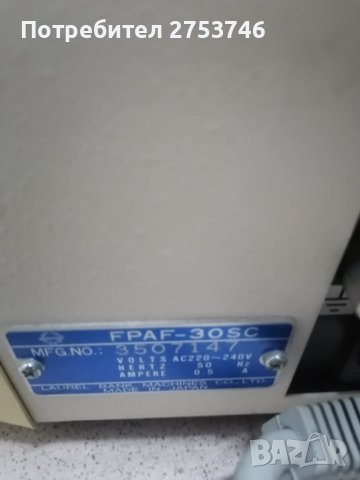 Потребител 2753746
FPAF-30SC
MFG.NO.: 3507147
VOLTS AC220~240V
HERTZ 50 Hz
AMPERE 0.5 A
LAUREL BANK MACHINES CO.,LTD.
MADE IN JAPAN
BAZAR